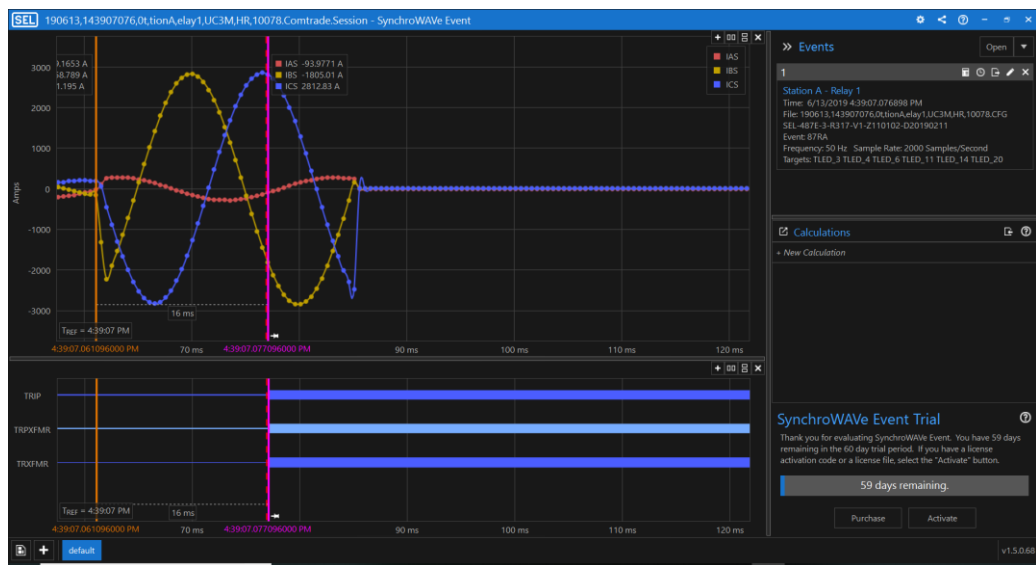 SEL 190613,143907076,0t,tionA,elay1,UC3M,HR,10078.Comtrade.Session - SynchroWAVe Event
.1653 A
IAS -93.9771 A
IAS
58.789 A
IBS -1805.01 A
IBS
1.195 A
ICS 2812.83 A
ICS
3000
2000
1000
0
-1000
-2000
-3000
Amps
16 ms
TREF = 4:39:07 PM
4:39:07.061096000 PM
70 ms
4:39:07.077096000 PM
90 ms
100 ms
110 ms
120 ms
TRIP
TRPXFMR
TRXFMR
TREF = 4:39:07 PM
16 ms
4:39:07.061096000 PM
70 ms
4:39:07.077096000 PM
90 ms
100 ms
110 ms
120 ms
default
Events
Open
1
Station A - Relay 1
Time: 6/13/2019 4:39:07.076898 PM
File: 190613,143907076,0t,tionA,elay1,UC3M,HR,10078.CFG
SEL-487E-3-R317-V1-Z110102-D20190211
Event: 87RA
Frequency: 50 Hz Sample Rate: 2000 Samples/Second
Targets: TLED_3 TLED_4 TLED_6 TLED_11 TLED_14 TLED_20
Calculations
+ New Calculation
SynchroWAVe Event Trial
Thank you for evaluating SynchroWAVe Event. You have 59 days
remaining in the 60 day trial period. If you have a license
activation code or a license file, select the "Activate" button.
59 days remaining.
Purchase
Activate
v1.5.0.68